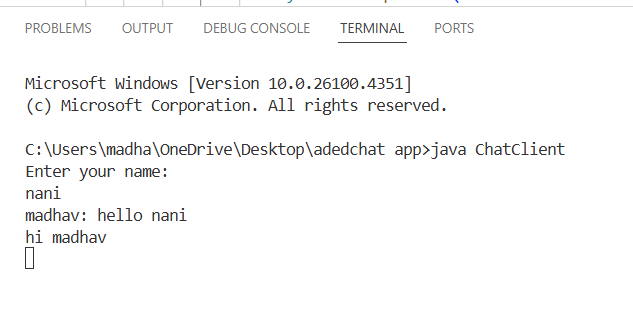 PROBLEMS OUTPUT DEBUG CONSOLE TERMINAL PORTS
Microsoft Windows [Version 10.0.26100.4351]
(c) Microsoft Corporation. All rights reserved.
C:\Users\madha\OneDrive\Desktop\adedchat app>java ChatClient
Enter your name:
nani
madhav: hello nani
hi madhav